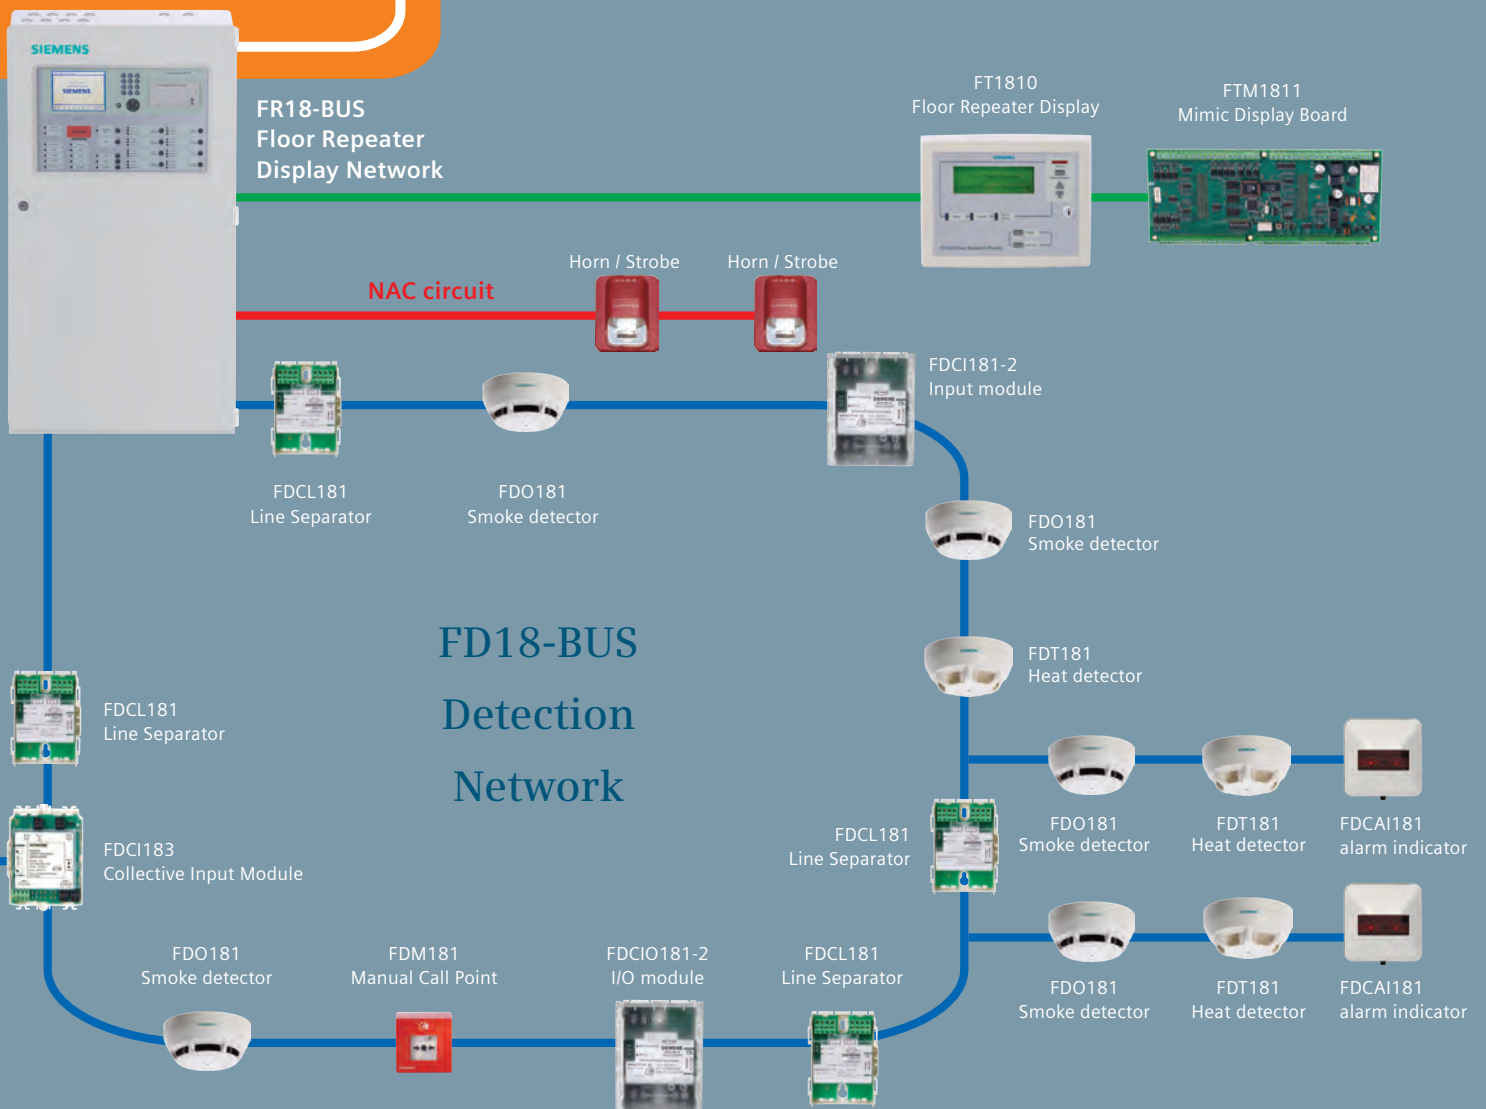 SIEMENS
SIEMENS
FR18-BUS
Floor Repeater
Display Network
FT1810
Floor Repeater Display
FTM1811
Mimic Display Board
SIEMENS
NAC circuit
Horn / Strobe
Horn / Strobe
FDCI181-2
Input module
SIEMENS
FDCL181
Line Separator
FDO181
Smoke detector
FDO181
Smoke detector
FD18-BUS
Detection
Network
FDT181
Heat detector
FDCL181
Line Separator
FDCI183
Collective Input Module
FDCL181
Line Separator
FDO181
Smoke detector
FDT181
Heat detector
FDCAI181
alarm indicator
FDO181
Smoke detector
FDT181
Heat detector
FDCAI181
alarm indicator
FDO181
Smoke detector
FDM181
Manual Call Point
FDCIO181-2
I/O module
FDCL181
Line Separator
SIEMENS